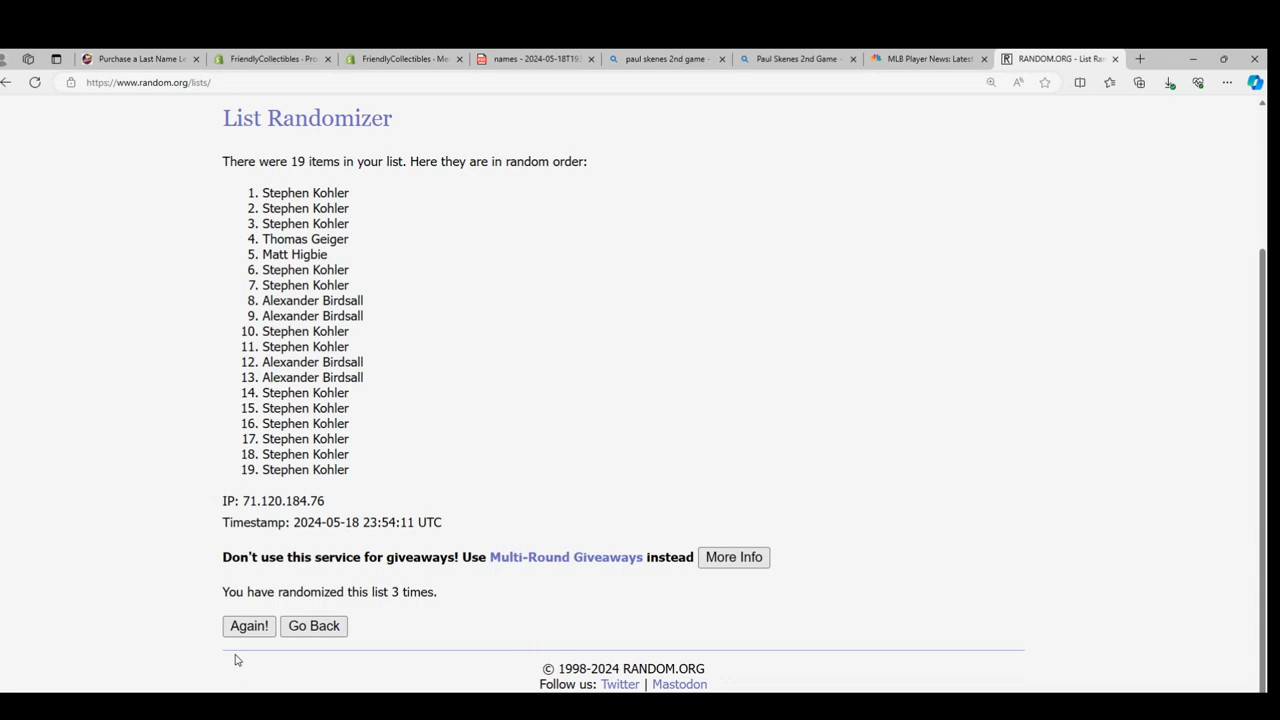 Purchase a Last Name Le
FriendlyCollectibles - Pro
FriendlyCollectibles - Me
names - 2024-05-18T19
paul skenes 2nd game -
Paul Skenes 2nd Game -
MLB Player News: Latest
RANDOM.ORG - List Ra
https://www.random.org/lists/
List Randomizer
There were 19 items in your list. Here they are in random order:
1. Stephen Kohler
2. Stephen Kohler
3. Stephen Kohler
4. Thomas Geiger
5. Matt Higbie
6. Stephen Kohler
7. Stephen Kohler
8. Alexander Birdsall
9. Alexander Birdsall
10. Stephen Kohler
11. Stephen Kohler
12. Alexander Birdsall
13. Alexander Birdsall
14. Stephen Kohler
15. Stephen Kohler
16. Stephen Kohler
17. Stephen Kohler
18. Stephen Kohler
19. Stephen Kohler
IP: 71.120.184.76
Timestamp: 2024-05-18 23:54:11 UTC
Don't use this service for giveaways! Use Multi-Round Giveaways instead More Info
You have randomized this list 3 times.
Again! Go Back
© 1998-2024 RANDOM.ORG
Follow us: Twitter | Mastodon